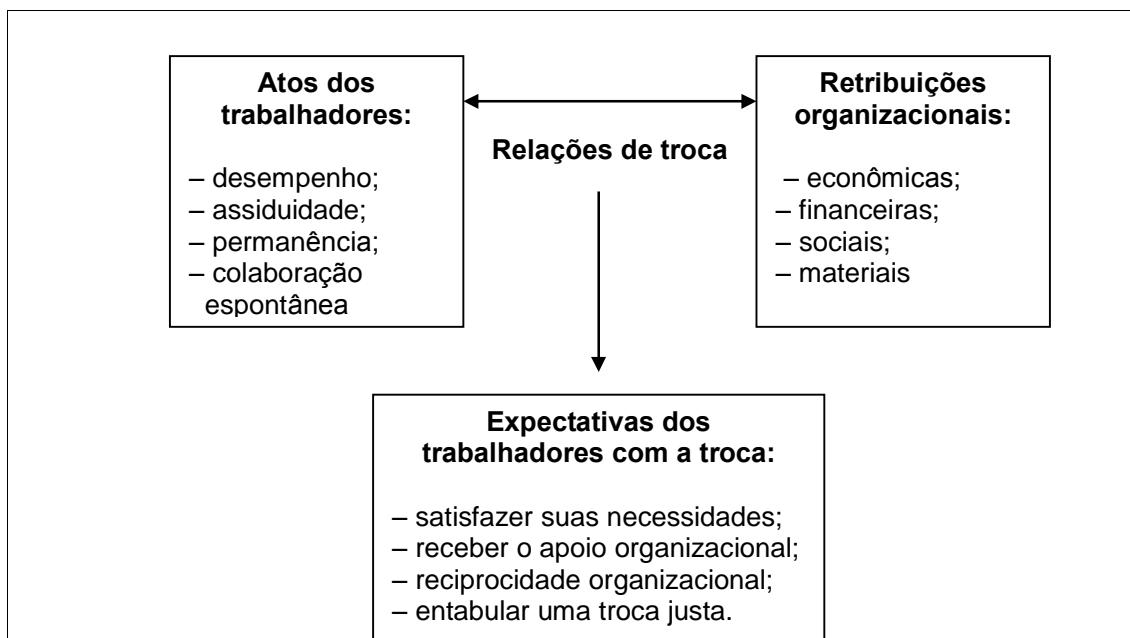 Atos dos
trabalhadores:
– desempenho;
– assiduidade;
– permanência;
– colaboração
espontânea
Relações de troca
Retribuições
organizacionais:
– econômicas;
– financeiras;
– sociais;
– materiais
Expectativas dos
trabalhadores com a troca:
– satisfazer suas necessidades;
– receber o apoio organizacional;
– reciprocidade organizacional;
– entabular uma troca justa.